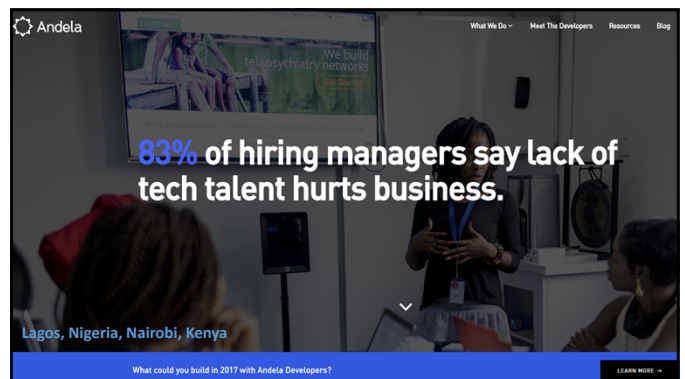 Andela
What We Do
Meet The Developers
Resources
Blog
We build
telepsychiatry networks
Get Started
83% of hiring managers say lack of
tech talent hurts business.
Lagos, Nigeria, Nairobi, Kenya
What could you build in 2017 with Andela Developers?
LEARN MORE →